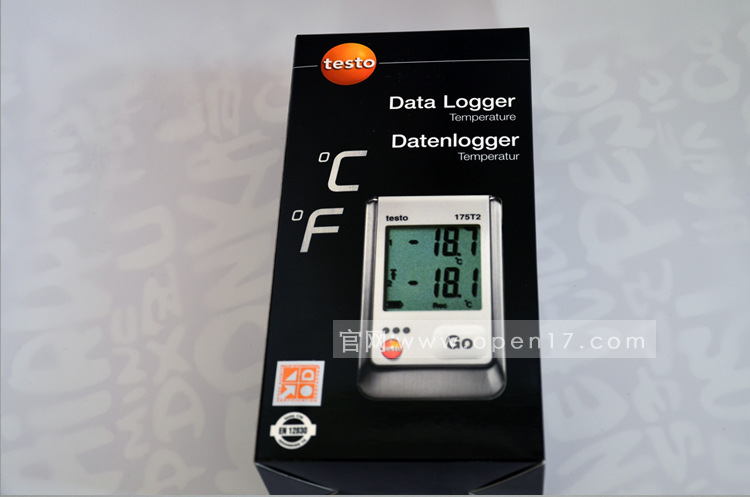 testo
Data Logger
Temperature
Datenlogger
Temperatur
°C
°F
testo 175T2
-18.7
°C
-18.1
Rec °C
Go
官网 www.open17.com
EN 12830